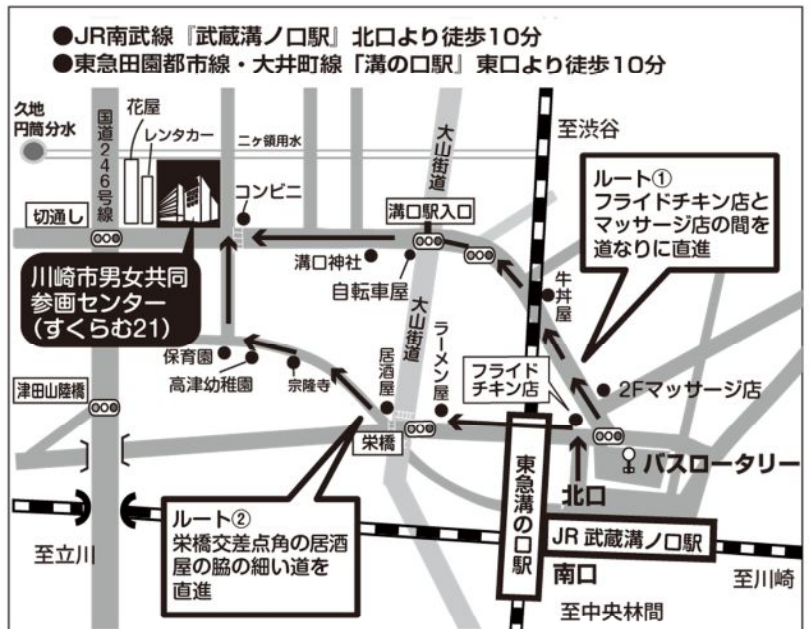 ●JR南武線『武蔵溝ノ口駅』北口より徒歩10分
●東急田園都市線・大井町線「溝の口駅」東口より徒歩10分
久地
円筒分水
国道246号線
花屋
レンタカー
二ヶ領用水
大山街道
至渋谷
ルート①
フライドチキン店と
マッサージ店の間を
道なりに直進
コンビニ
切通し
溝口駅入口
溝口神社
自転車屋
牛丼屋
川崎市男女共同
参画センター
(すくらむ21)
大山街道
ラーメン屋
居酒屋
保育園
高津幼稚園
宗隆寺
フライド
チキン店
2Fマッサージ店
津田山陸橋
栄橋
バスロータリー
北口
東急溝の口駅
ルート②
栄橋交差点角の居酒
屋の脇の細い道を
直進
JR 武蔵溝ノ口駅
至立川
南口
至川崎
至中央林間